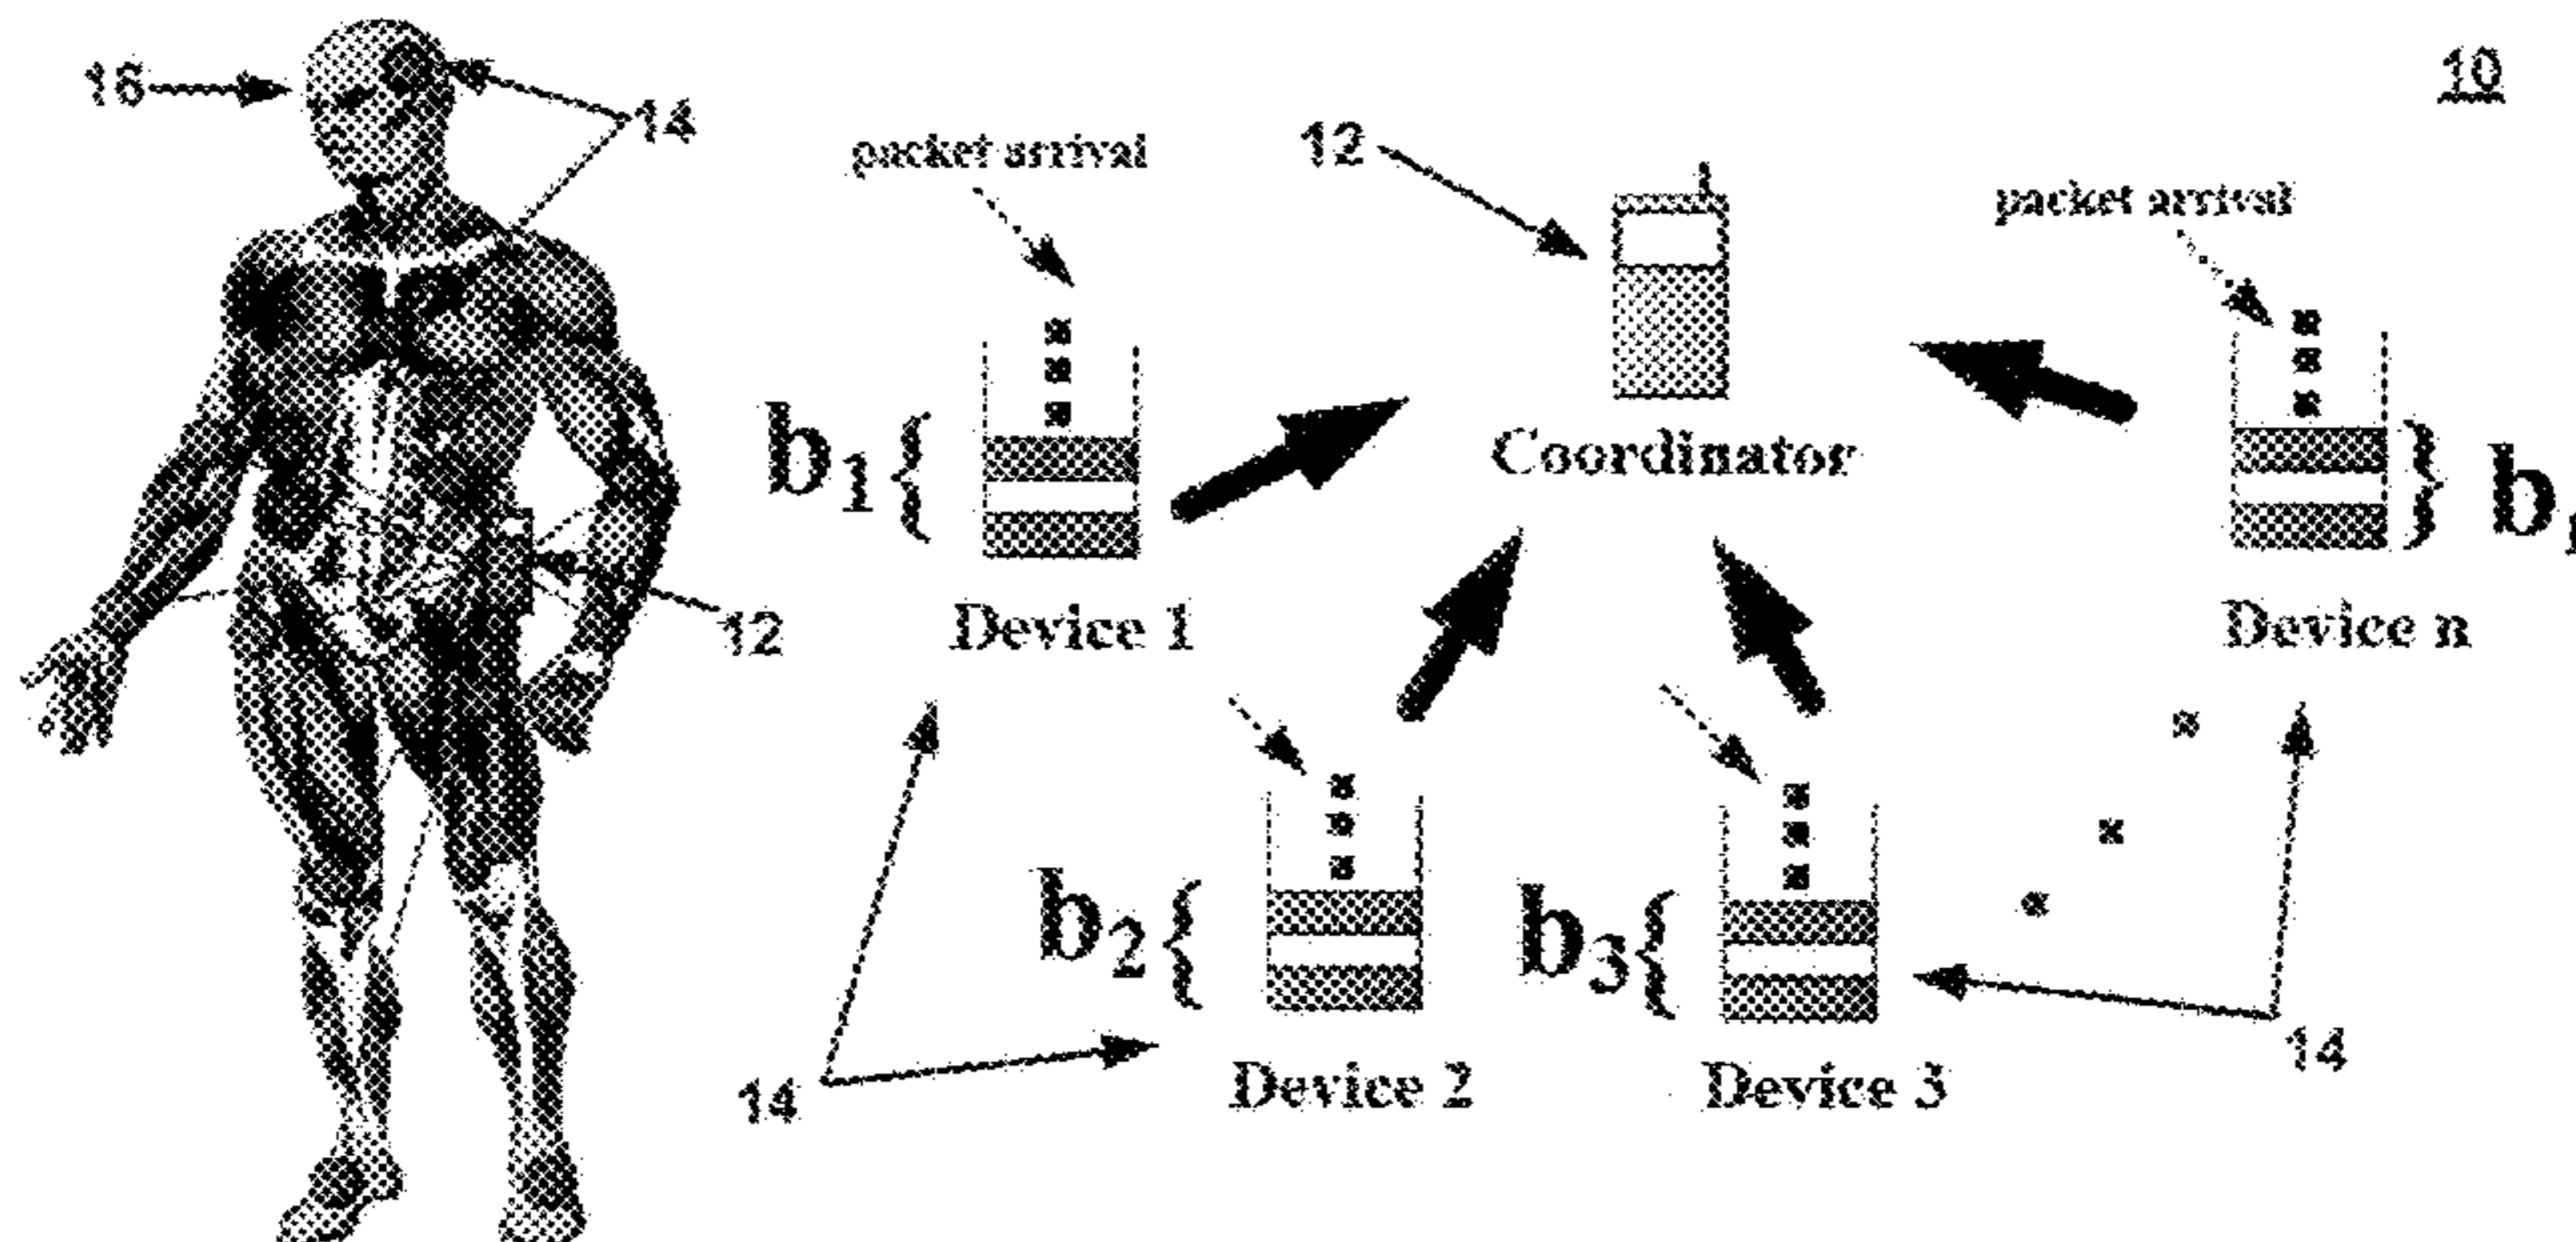 16
14
packet arrival
12
10
packet arrival
b1
Coordinator
b
12
Device 1
Device n
b2
b3
14
14
Device 2
Device 3